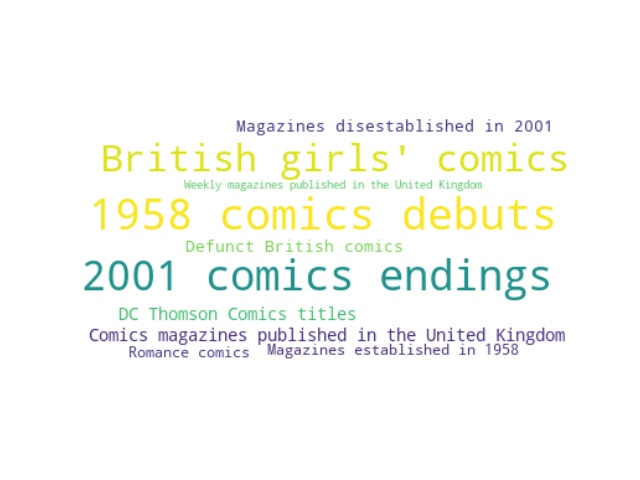 Magazines disestablished in 2001
British girls' comics
Weekly magazines published in the United Kingdom
1958 comics debuts
Defunct British comics
2001 comics endings
DC Thomson Comics titles
Comics magazines published in the United Kingdom
Romance comics
Magazines established in 1958